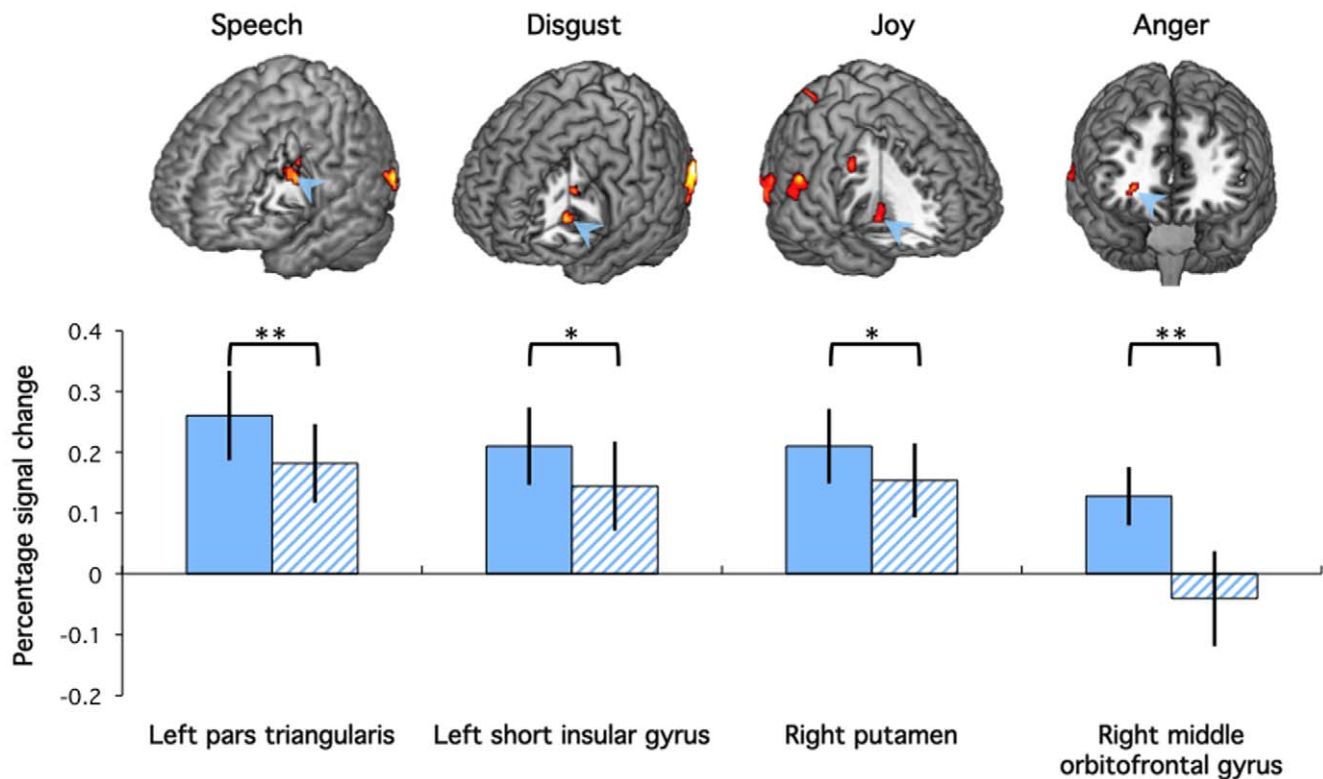 Speech Disgust Joy Anger
** * * **
0.4
0.3
0.2
0.1
0
-0.1
-0.2
Percentage signal change
Left pars triangularis Left short insular gyrus Right putamen Right middle
orbitofrontal gyrus